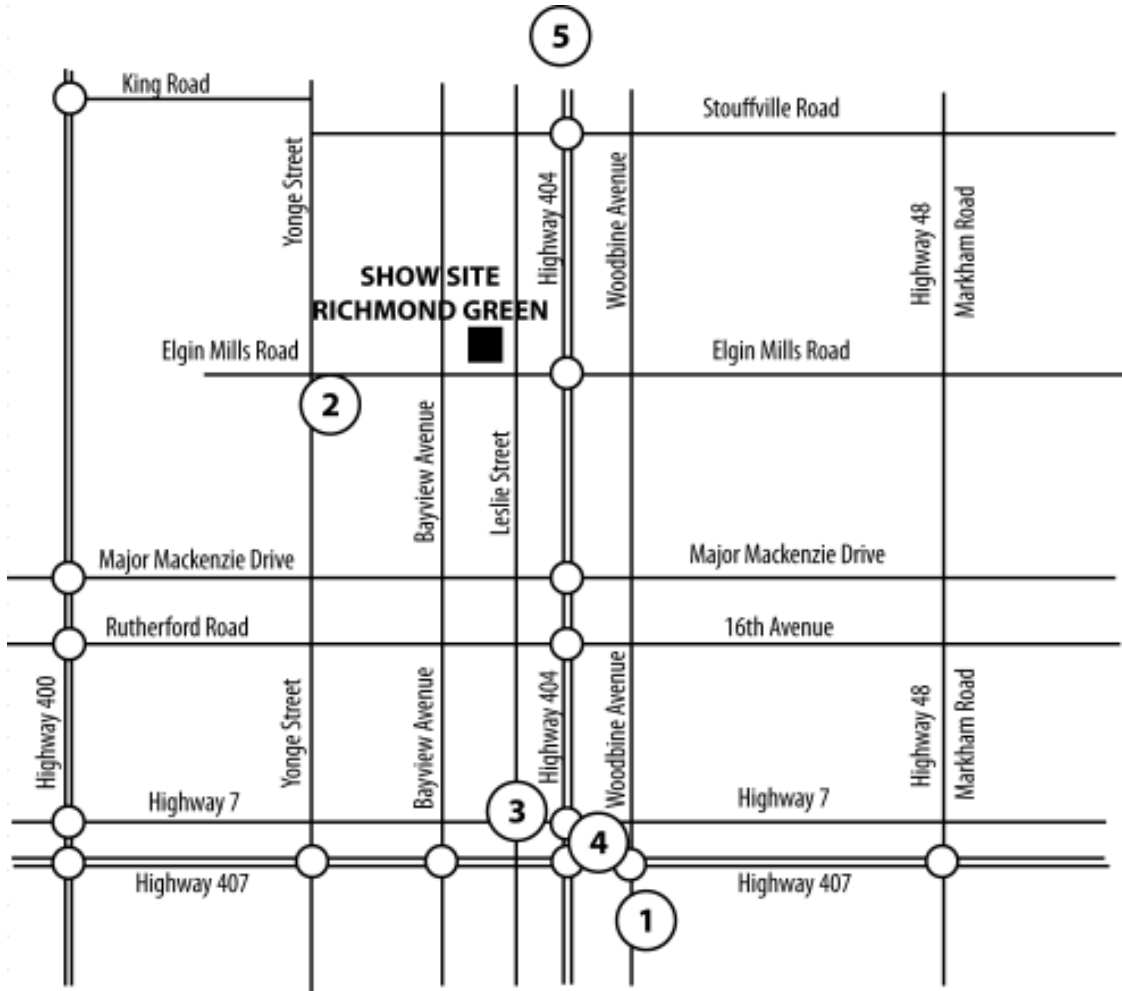 5
King Road
Stouffville Road
Yonge Street
Highway 404
Woodbine Avenue
Highway 48
Markham Road
SHOW SITE
RICHMOND GREEN
Elgin Mills Road
Elgin Mills Road
2
Bayview Avenue
Leslie Street
Major Mackenzie Drive
Major Mackenzie Drive
Rutherford Road
16th Avenue
Highway 400
Yonge Street
Bayview Avenue
Highway 404
Woodbine Avenue
Highway 48
Markham Road
Highway 7
3
Highway 7
4
Highway 407
Highway 407
1